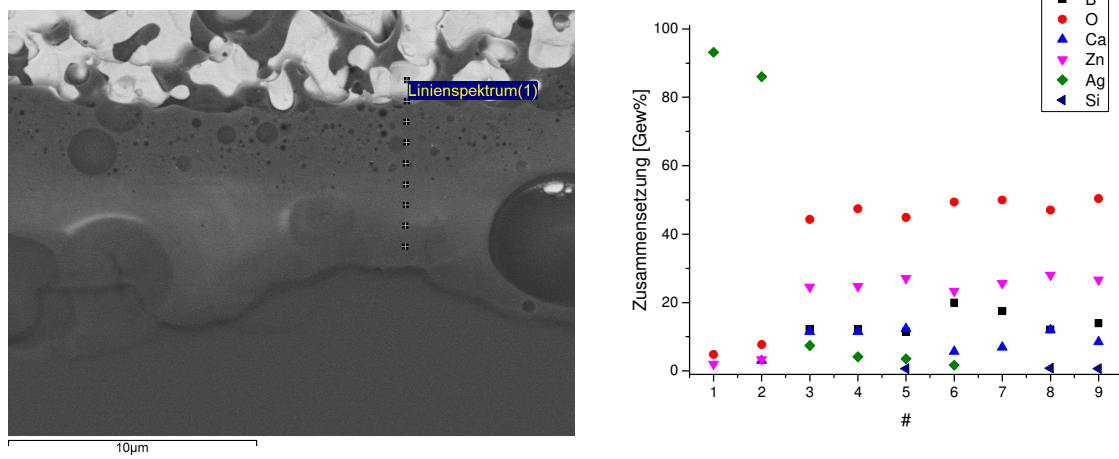 Linienspektrum(1)
10µm
B
O
Ca
Zn
Ag
Si
Zusammensetzung [Gew%]
100
80
60
40
20
0
1 2 3 4 5 6 7 8 9
#